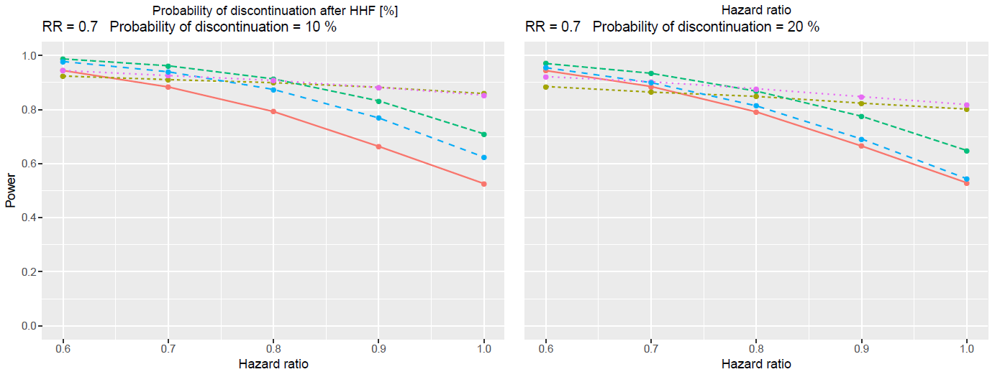 Probability of discontinuation after HHF [%]
Hazard ratio
RR = 0.7 Probability of discontinuation = 10 %
RR = 0.7 Probability of discontinuation = 20 %
Power
1.0
0.8
0.6
0.4
0.2
0.0
0.6 0.7 0.8 0.9 1.0
0.6 0.7 0.8 0.9 1.0
Hazard ratio
Hazard ratio